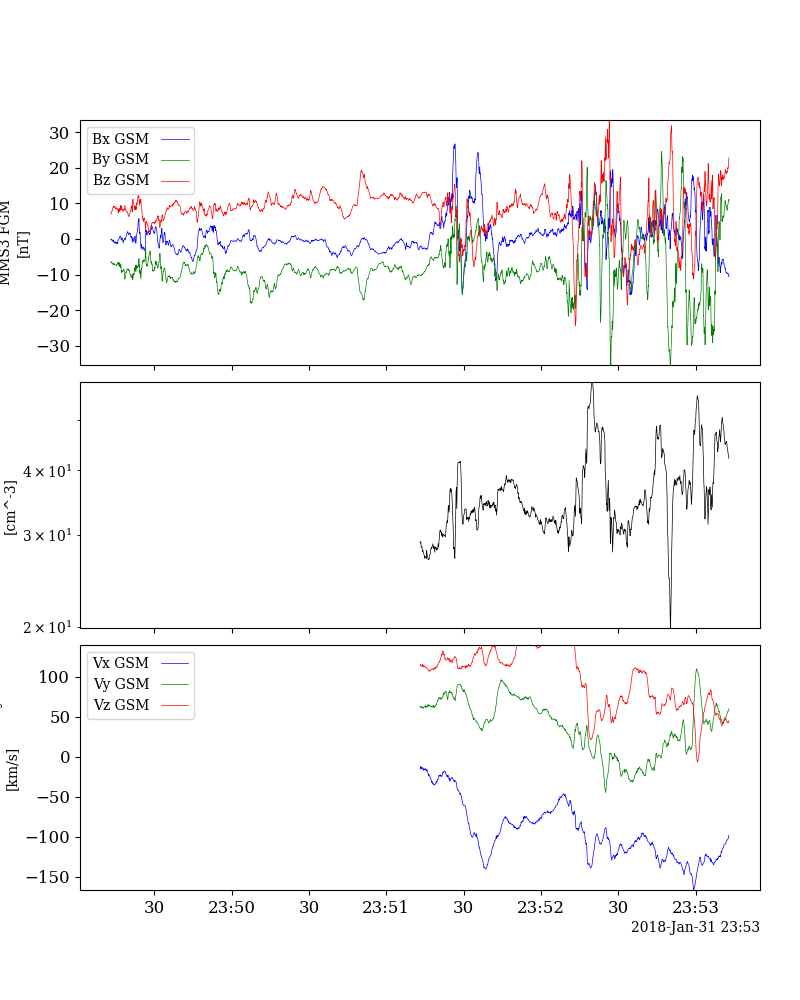 30
20
10
0
−10
−20
−30
MMS3 FGM
[nT]
Bx GSM
By GSM
Bz GSM
4 × 10¹
3 × 10¹
2 × 10¹
[cm^-3]
100
50
0
−50
−100
−150
[km/s]
Vx GSM
Vy GSM
Vz GSM
30 23:50 30 23:51 30 23:52 30 23:53
2018-Jan-31 23:53